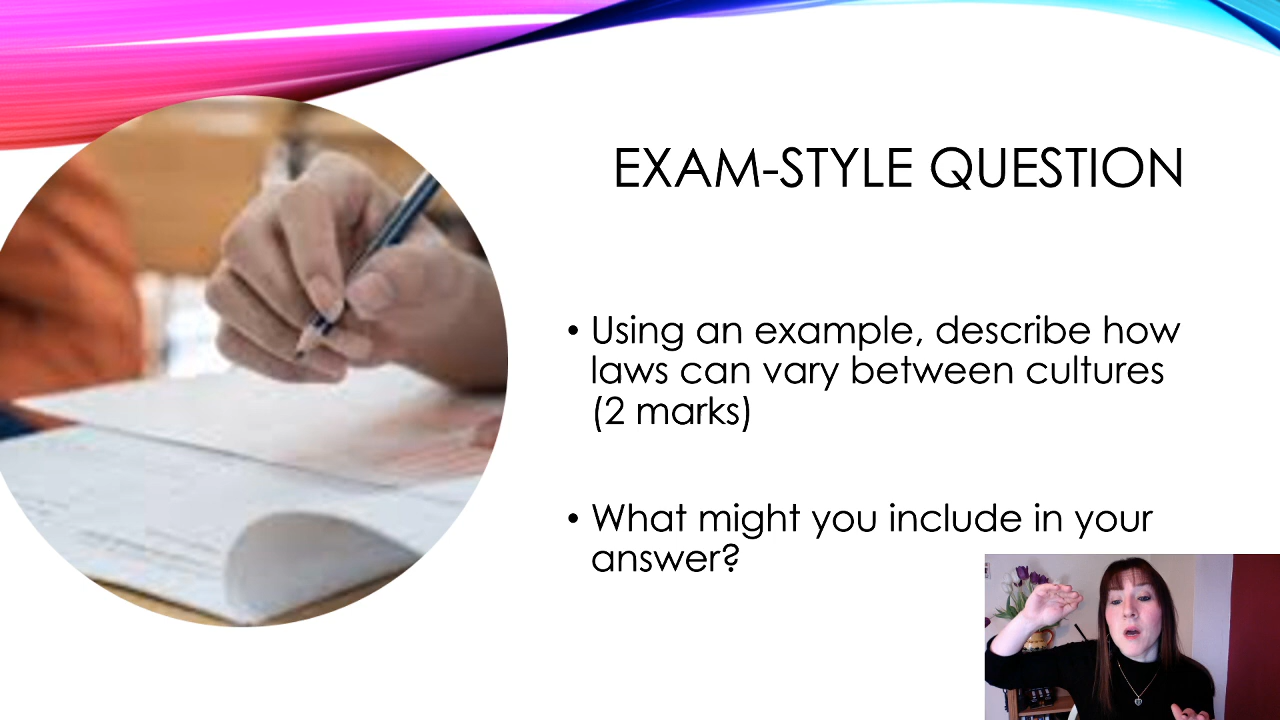 EXAM-STYLE QUESTION
• Using an example, describe how
laws can vary between cultures
(2 marks)
• What might you include in your
answer?